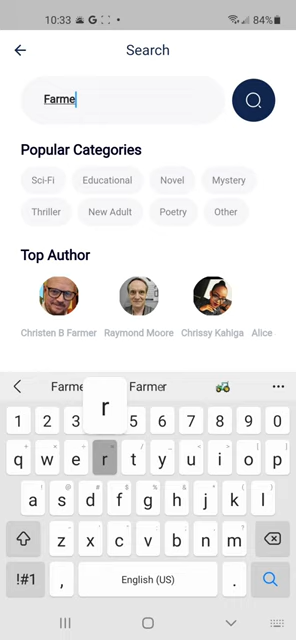 10:33 84%
Search
Farme
Popular Categories
Sci-Fi Educational Novel Mystery
Thriller New Adult Poetry Other
Top Author
Christen B Farmer Raymond Moore Chrissy Kahiga Alice
Farme Farmer
r
1 2 3 5 6 7 8 9 0
q w e r t y u i o p
a s d f g h j k l
z x c v b n m
!#1 , English (US) .